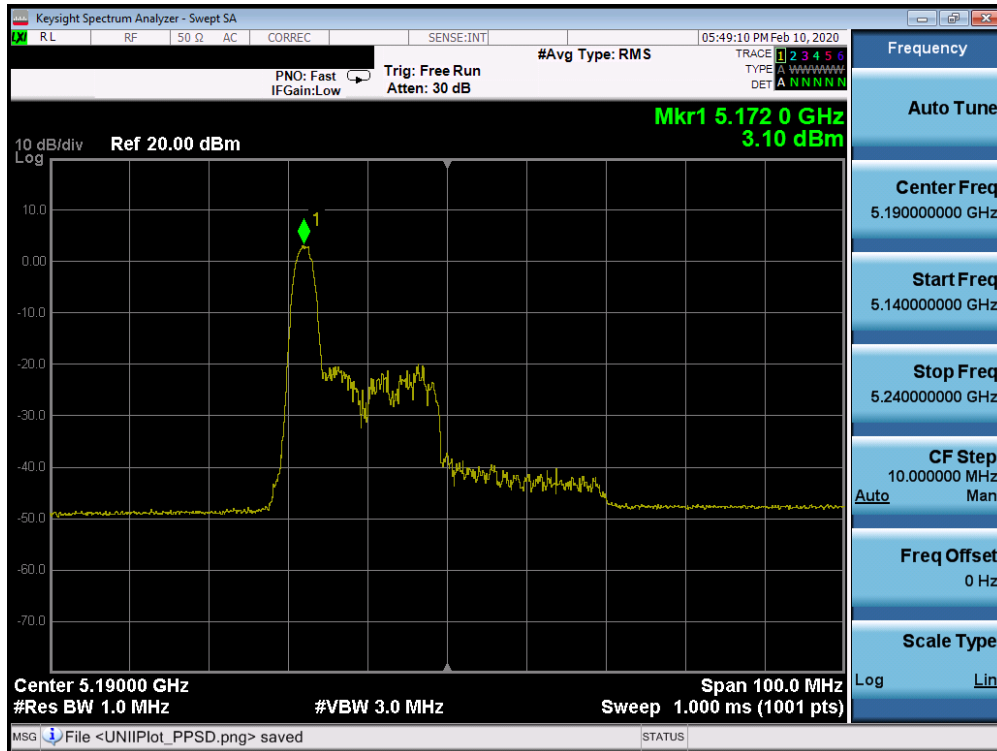 Keysight Spectrum Analyzer - Swept SA
LXI RL RF 50 Ω AC CORREC SENSE:INT 05:49:10 PM Feb 10, 2020
#Avg Type: RMS TRACE 1 2 3 4 5 6
PNO: Fast Trig: Free Run TYPE A WWWWW
IFGain:Low Atten: 30 dB DET A N N N N N
Mkr1 5.172 0 GHz
3.10 dBm
10 dB/div Ref 20.00 dBm
Log
1
10.0
0.00
-10.0
-20.0
-30.0
-40.0
-50.0
-60.0
-70.0
Center 5.19000 GHz Span 100.0 MHz
#Res BW 1.0 MHz #VBW 3.0 MHz Sweep 1.000 ms (1001 pts)
MSG File <UNIIPlot_PPSD.png> saved STATUS
Frequency
Auto Tune
Center Freq
5.190000000 GHz
Start Freq
5.140000000 GHz
Stop Freq
5.240000000 GHz
CF Step
10.000000 MHz
Auto Man
Freq Offset
0 Hz
Scale Type
Log Lin